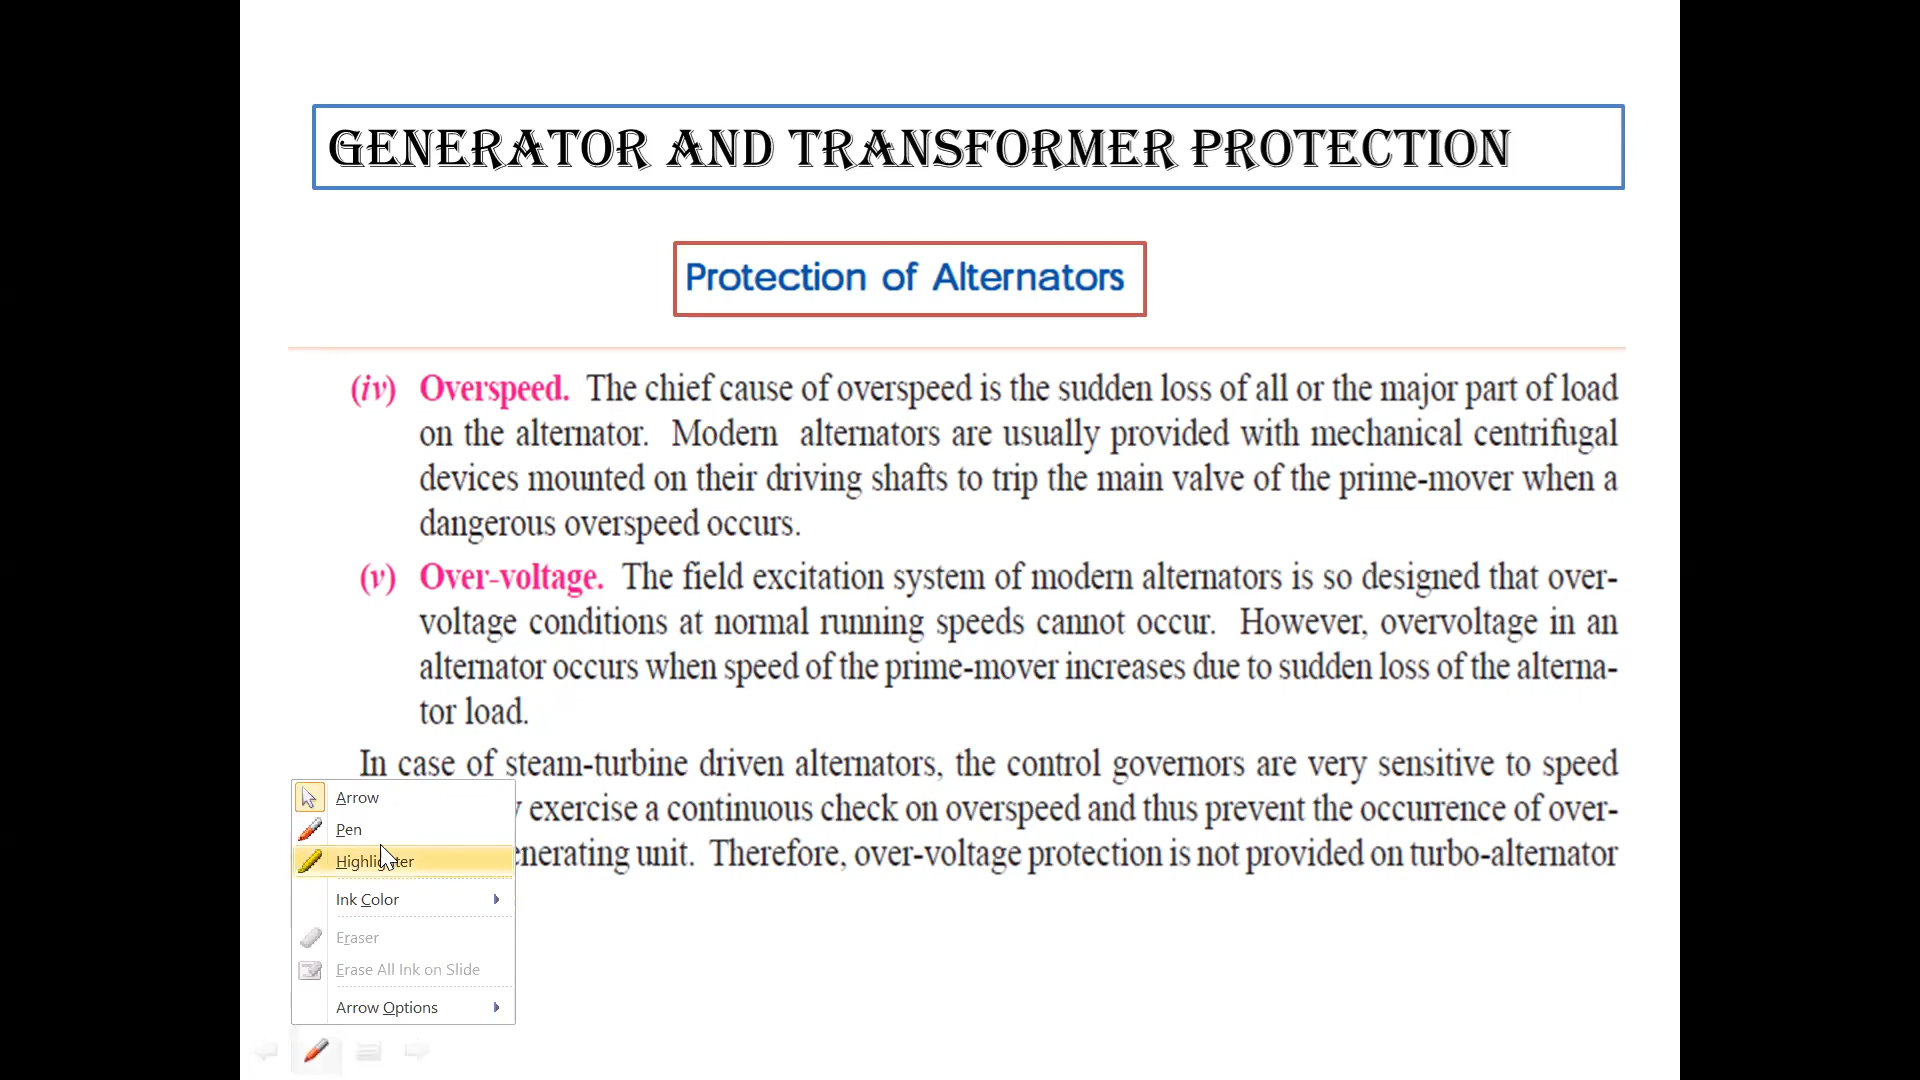 GENERATOR AND TRANSFORMER PROTECTION
Protection of Alternators
(iv) Overspeed. The chief cause of overspeed is the sudden loss of all or the major part of load
on the alternator. Modern alternators are usually provided with mechanical centrifugal
devices mounted on their driving shafts to trip the main valve of the prime-mover when a
dangerous overspeed occurs.
(v) Over-voltage. The field excitation system of modern alternators is so designed that over-
voltage conditions at normal running speeds cannot occur. However, overvoltage in an
alternator occurs when speed of the prime-mover increases due to sudden loss of the alterna-
tor load.
In case of steam-turbine driven alternators, the control governors are very sensitive to speed
exercise a continuous check on overspeed and thus prevent the occurrence of over-
enerating unit. Therefore, over-voltage protection is not provided on turbo-alternator
Arrow
Pen
Highlighter
Ink Color
Eraser
Erase All Ink on Slide
Arrow Options